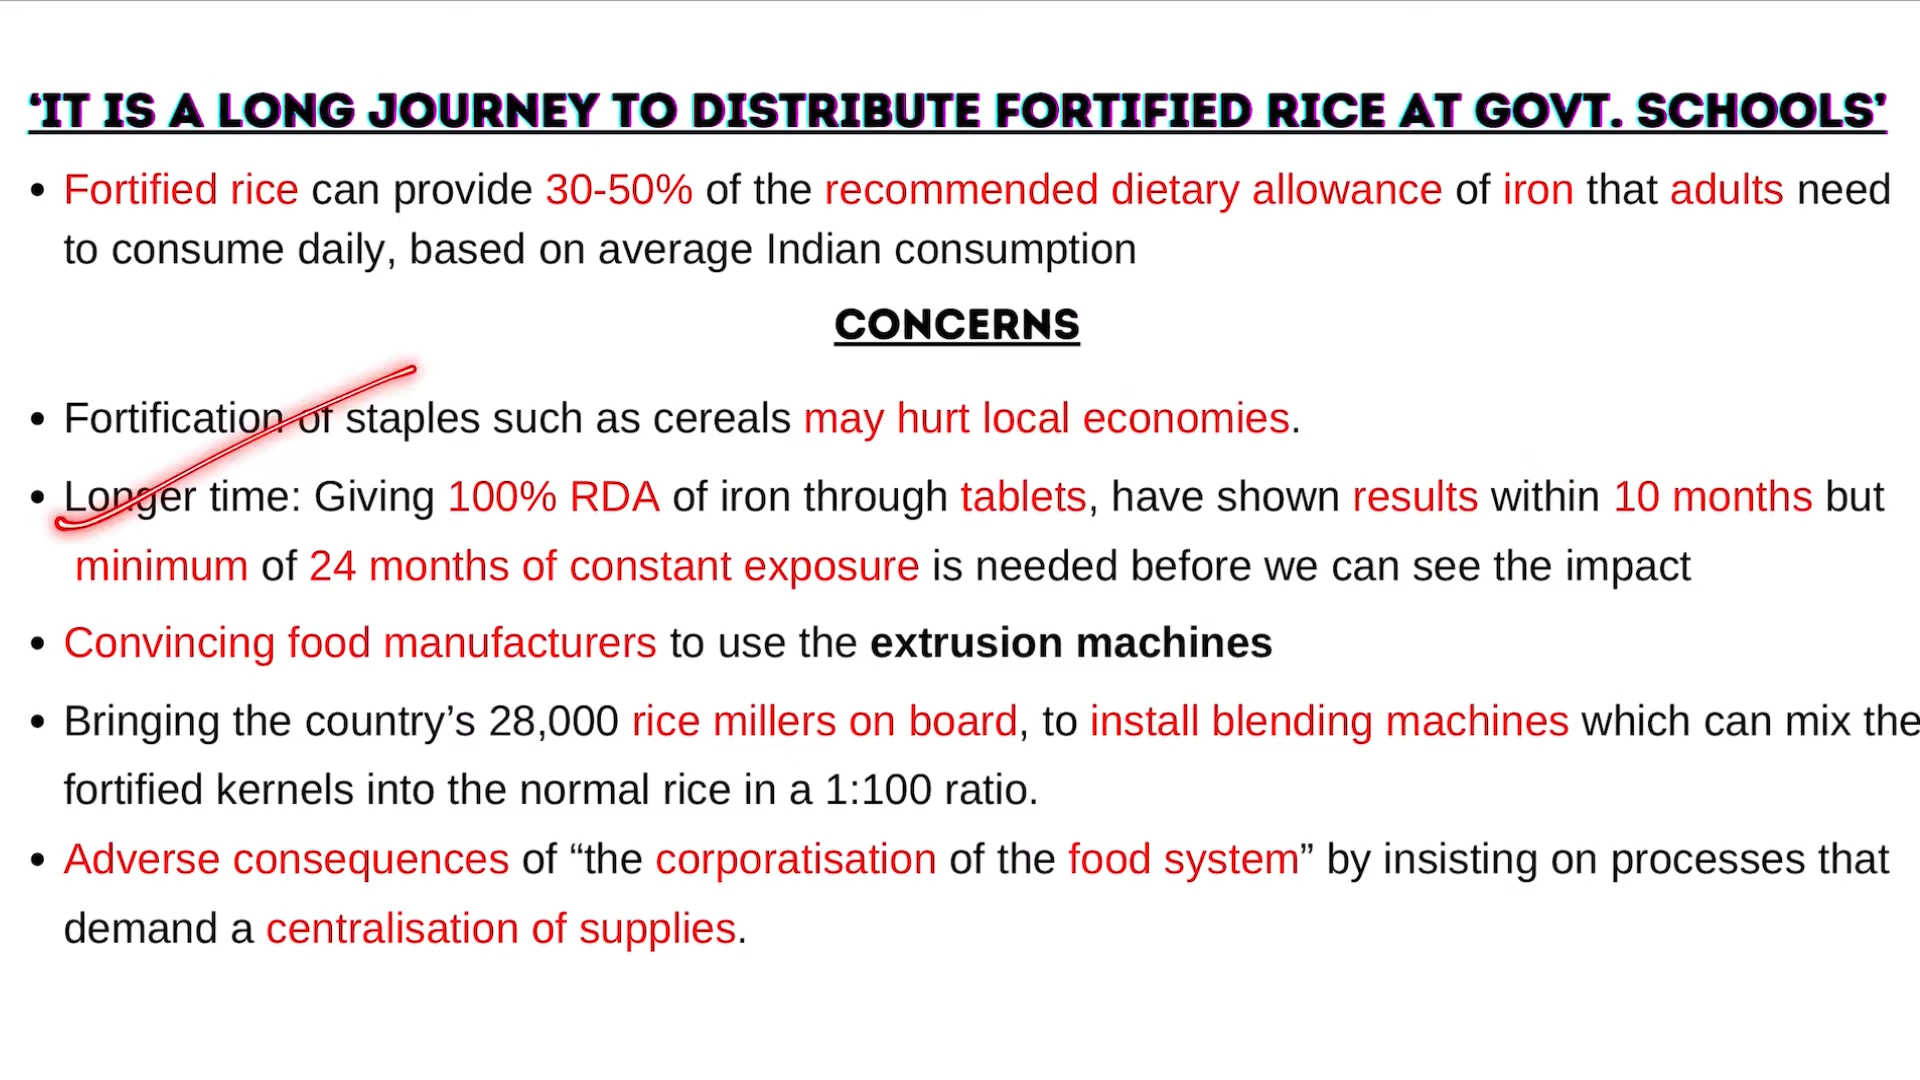 ‘IT IS A LONG JOURNEY TO DISTRIBUTE FORTIFIED RICE AT GOVT. SCHOOLS’
• Fortified rice can provide 30-50% of the recommended dietary allowance of iron that adults need
to consume daily, based on average Indian consumption
CONCERNS
• Fortification of staples such as cereals may hurt local economies.
• Longer time: Giving 100% RDA of iron through tablets, have shown results within 10 months but
minimum of 24 months of constant exposure is needed before we can see the impact
• Convincing food manufacturers to use the extrusion machines
• Bringing the country’s 28,000 rice millers on board, to install blending machines which can mix the
fortified kernels into the normal rice in a 1:100 ratio.
• Adverse consequences of “the corporatisation of the food system” by insisting on processes that
demand a centralisation of supplies.